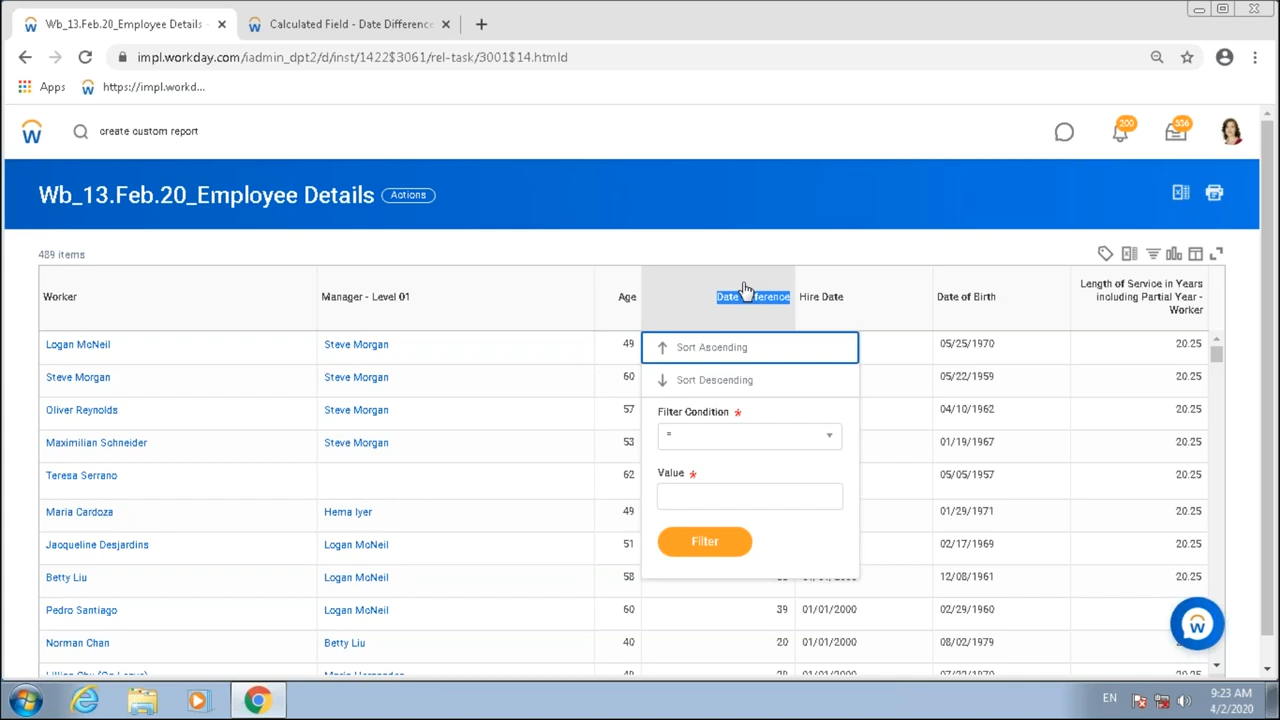 Wb_13.Feb.20_Employee Details -
Calculated Field - Date Difference
impl.workday.com/iadmin_dpt2/d/inst/1422$3061/rel-task/3001$14.htmld
Apps
https://impl.workd...
create custom report
200
336
Wb_13.Feb.20_Employee Details
Actions
489 items
Worker
Manager - Level 01
Age
Date Difference
Hire Date
Date of Birth
Length of Service in Years
including Partial Year -
Worker
Logan McNeil Steve Morgan 49 05/25/1970 20.25
Sort Ascending
Steve Morgan Steve Morgan 60 05/22/1959 20.25
Sort Descending
Oliver Reynolds Steve Morgan 57 04/10/1962 20.25
Filter Condition *
=
Maximilian Schneider Steve Morgan 53 01/19/1967 20.25
Value *
Teresa Serrano 62 05/05/1957 20.25
Maria Cardoza Hema Iyer 49 01/29/1971 20.25
Filter
Jacqueline Desjardins Logan McNeil 51 02/17/1969 20.25
Betty Liu Logan McNeil 58 01/01/2000 12/08/1961 20.25
Pedro Santiago Logan McNeil 60 39 01/01/2000 02/29/1960 20.25
Norman Chan Betty Liu 40 20 01/01/2000 08/02/1979 20.25
EN
9:23 AM
4/2/2020